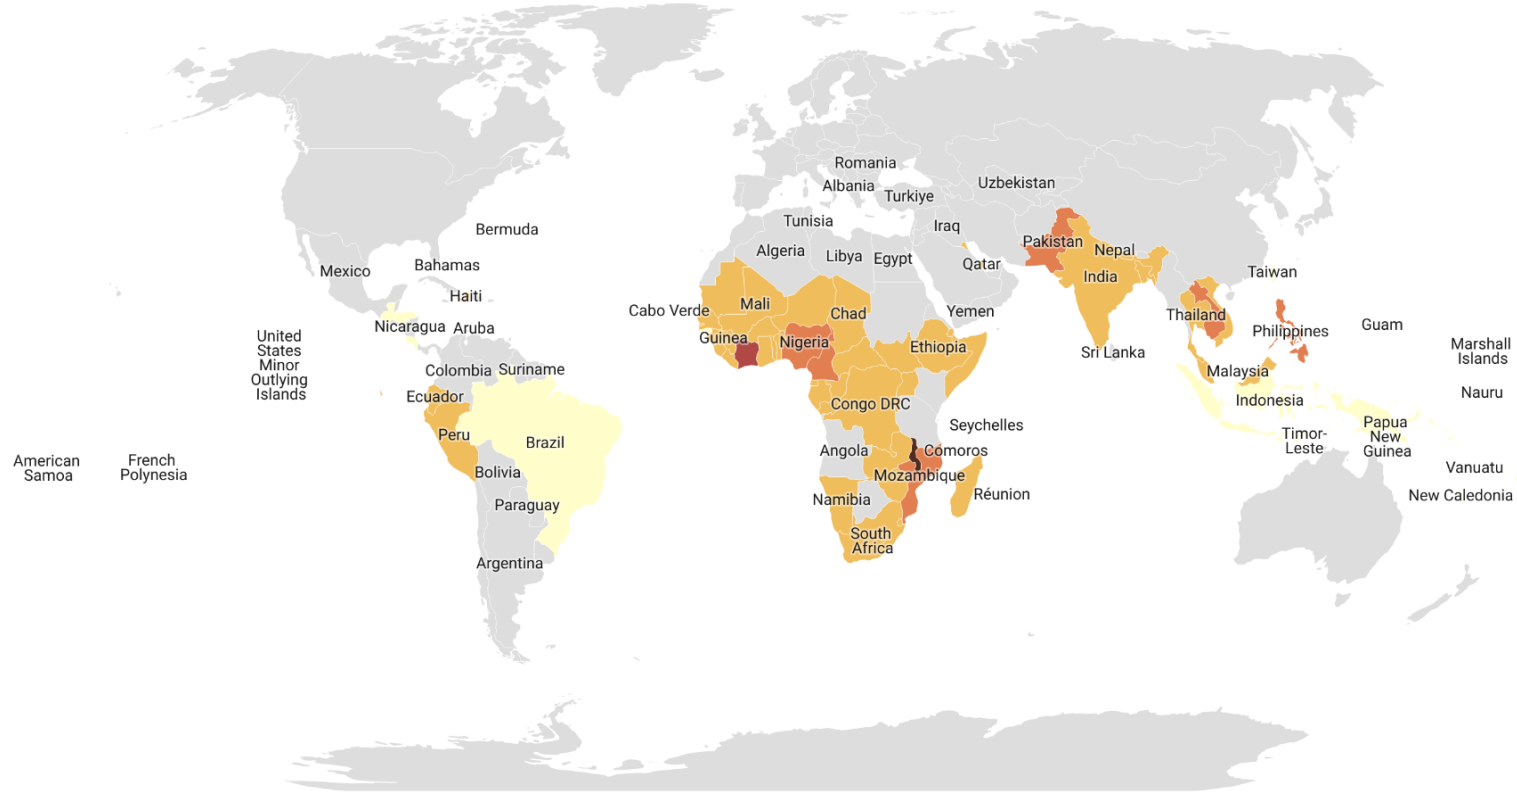 Romania
Uzbekistan
Albania
Turkiye
Tunisia
Iraq
Bermuda
Algeria
Libya
Egypt
Pakistan
Nepal
Mexico
Bahamas
Qatar
India
Taiwan
Haiti
Cabo Verde
Mali
Chad
Yemen
Thailand
Nicaragua
Aruba
Guinea
Nigeria
Ethiopia
Philippines
Guam
United
States
Minor
Outlying
Islands
Sri Lanka
Marshall
Islands
Colombia
Suriname
Malaysia
Ecuador
Congo DRC
Indonesia
Nauru
Peru
Brazil
Seychelles
Papua
New
Guinea
Timor-
Leste
Angola
Comoros
American
Samoa
French
Polynesia
Bolivia
Mozambique
Vanuatu
Paraguay
Namibia
Réunion
New Caledonia
South
Africa
Argentina